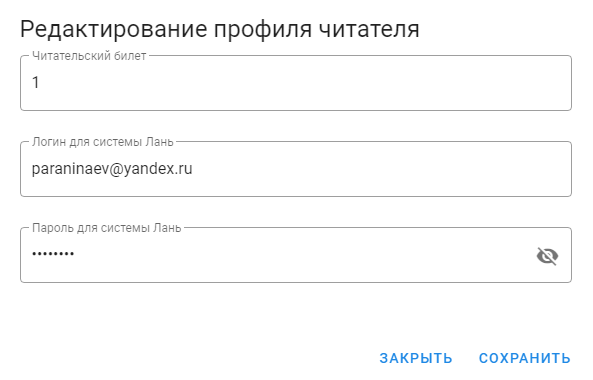 Редактирование профиля читателя
Читательский билет
1
Логин для системы Лань
paraninaev@yandex.ru
Пароль для системы Лань
••••••••
ЗАКРЫТЬ СОХРАНИТЬ